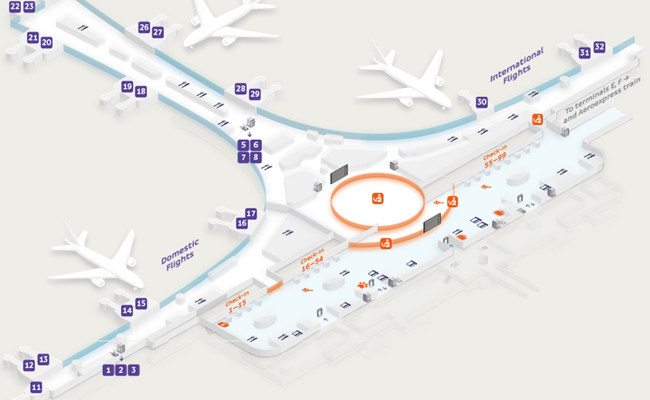 22 23
21 20
26 27
19 18
28 29
5 6
7 8
International
Flights
31 32
30
To terminals E, F →
and Aeroexpress train
Check-in
55–99
17
16
Domestic
Flights
Check-in
16–54
Check-in
1–15
14 15
12 13
11
1 2 3